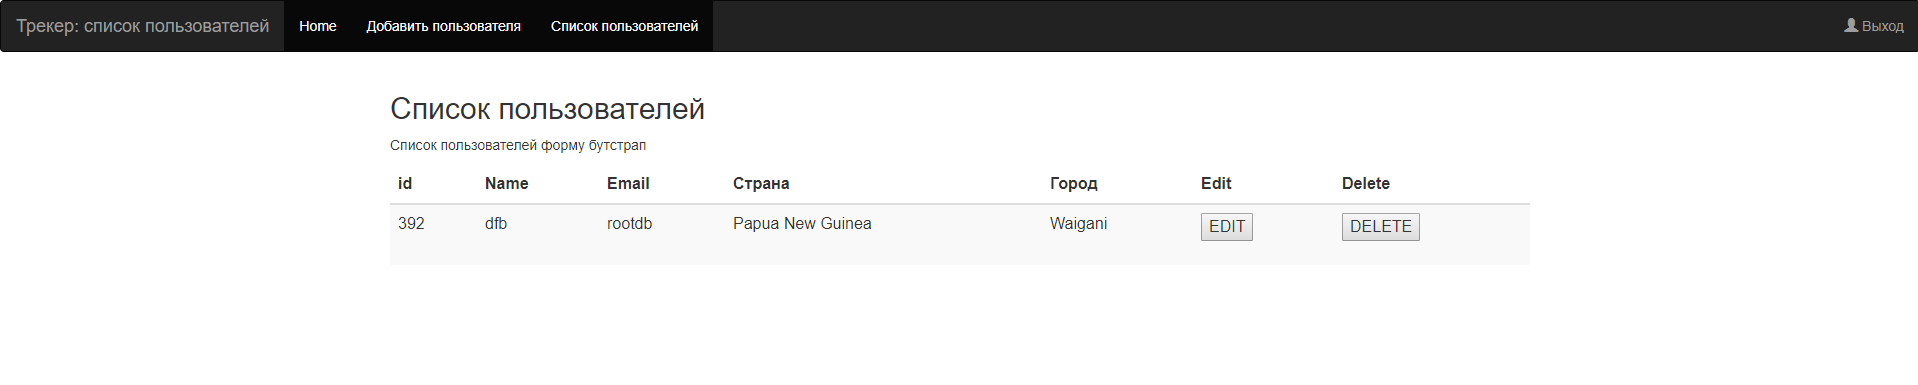 Трекер: список пользователей Home Добавить пользователя Список пользователей Выход
Список пользователей
Список пользователей форму бутстрап
id Name Email Страна Город Edit Delete
392 dfb rootdb Papua New Guinea Waigani EDIT DELETE